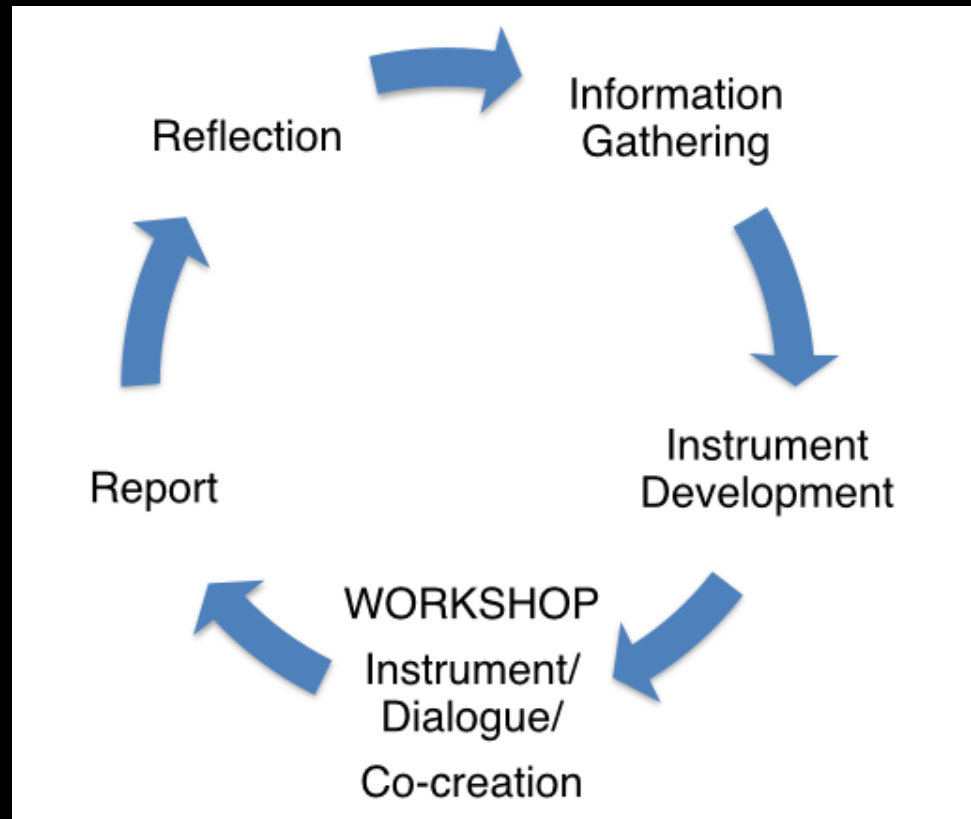 Reflection
Information
Gathering
Instrument
Development
WORKSHOP
Instrument/
Dialogue/
Co-creation
Report